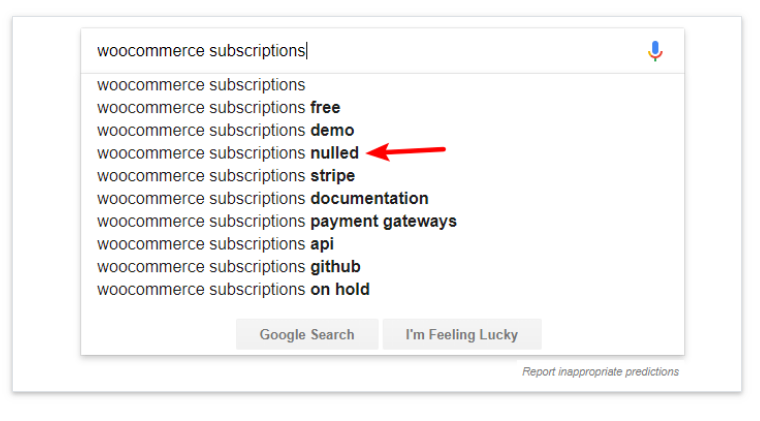 woocommerce subscriptions
woocommerce subscriptions
woocommerce subscriptions free
woocommerce subscriptions demo
woocommerce subscriptions nulled
woocommerce subscriptions stripe
woocommerce subscriptions documentation
woocommerce subscriptions payment gateways
woocommerce subscriptions api
woocommerce subscriptions github
woocommerce subscriptions on hold
Google Search I'm Feeling Lucky
Report inappropriate predictions